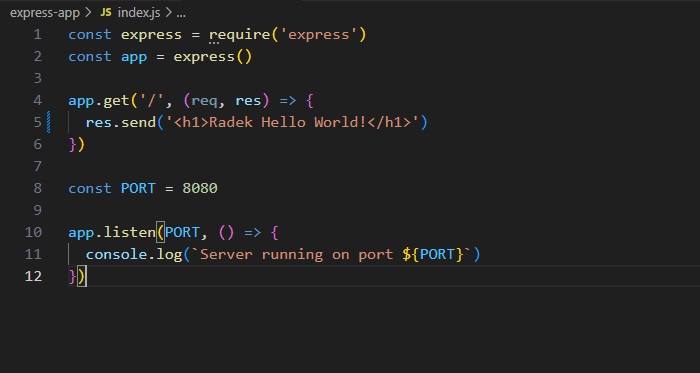 express-app > JS index.js > ...
1 const express = require('express')
2 const app = express()
3
4 app.get('/', (req, res) => {
5   res.send('<h1>Radek Hello World!</h1>')
6 })
7
8 const PORT = 8080
9
10 app.listen(PORT, () => {
11   console.log(`Server running on port ${PORT}`)
12 })